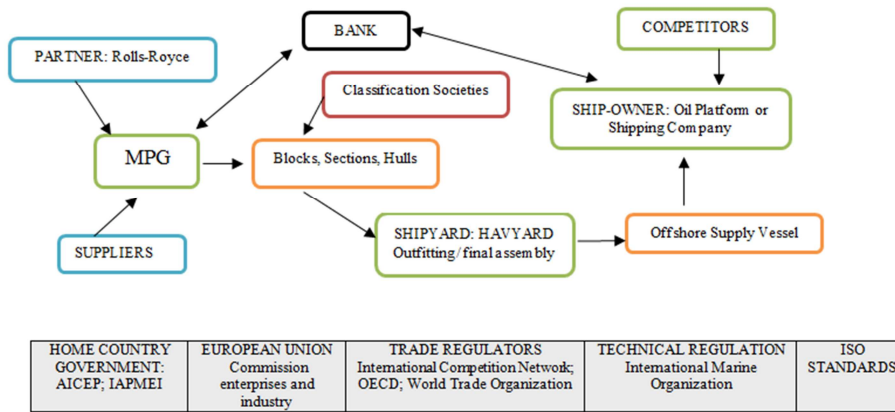 BANK
COMPETITORS
PARTNER: Rolls-Royce
Classification Societies
SHIP-OWNER: Oil Platform or
Shipping Company
MPG
Blocks, Sections, Hulls
SUPPLIERS
SHIPYARD: HAVYARD
Outfitting/final assembly
Offshore Supply Vessel
HOME COUNTRY
GOVERNMENT:
AICEP; IAPMEI
EUROPEAN UNION
Commission
enterprises and
industry
TRADE REGULATORS
International Competition Network;
OECD; World Trade Organization
TECHNICAL REGULATION
International Marine
Organization
ISO
STANDARDS